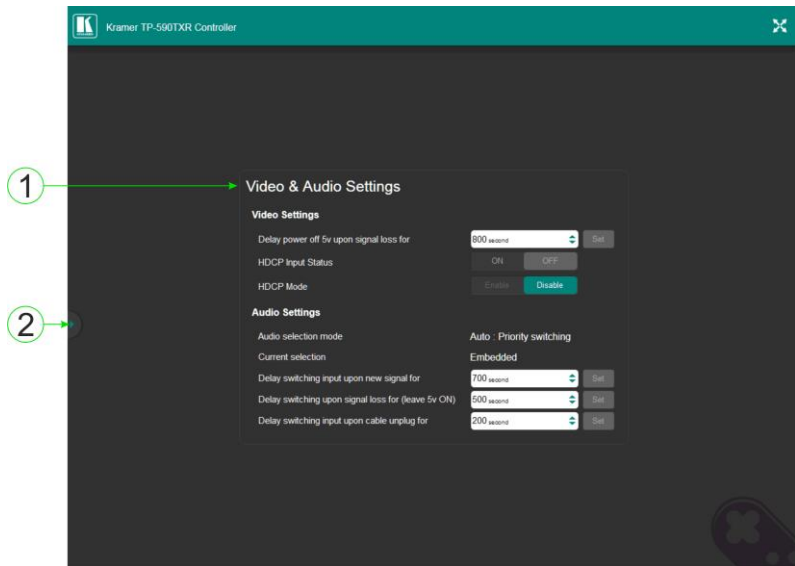 Kramer TP-590TXR Controller
1
Video & Audio Settings
Video Settings
Delay power off 5v upon signal loss for 800 second Set
HDCP Input Status ON OFF
HDCP Mode Enable Disable
2
Audio Settings
Audio selection mode Auto : Priority switching
Current selection Embedded
Delay switching input upon new signal for 700 second Set
Delay switching upon signal loss for (leave 5v ON) 500 second Set
Delay switching input upon cable unplug for 200 second Set